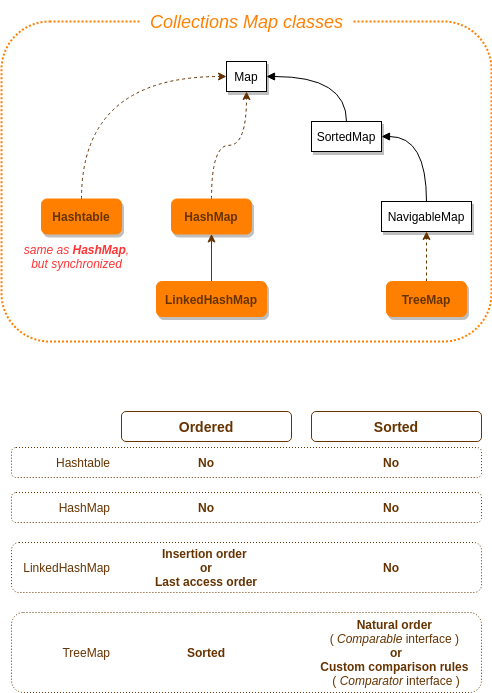 Collections Map classes
Map
SortedMap
Hashtable
HashMap
NavigableMap
same as HashMap,
but synchronized
LinkedHashMap
TreeMap
Ordered
Sorted
Hashtable
No
No
HashMap
No
No
LinkedHashMap
Insertion order
or
Last access order
No
TreeMap
Sorted
Natural order
( Comparable interface )
or
Custom comparison rules
( Comparator interface )